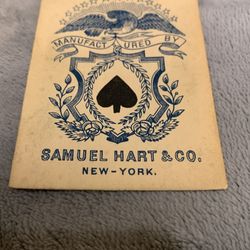 MANUFACTURED BY
SAMUEL HART & CO.
NEW-YORK.